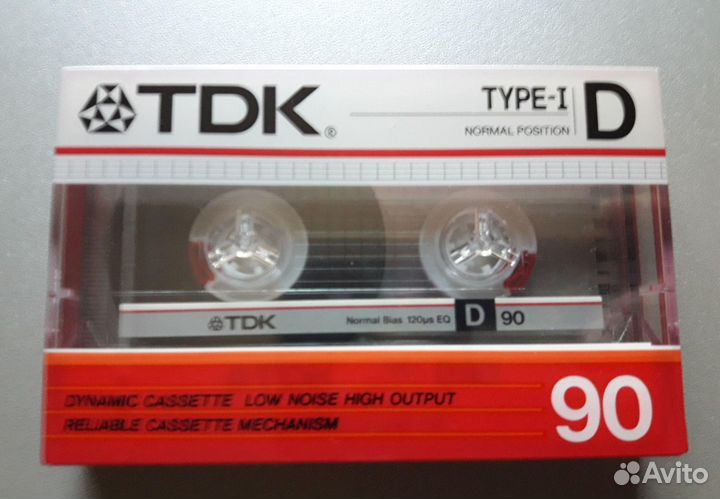 TDK®
TYPE-I
NORMAL POSITION
D
TDK
Normal Bias 120µs EQ
D
90
DYNAMIC CASSETTE LOW NOISE HIGH OUTPUT
RELIABLE CASSETTE MECHANISM
90
Avito